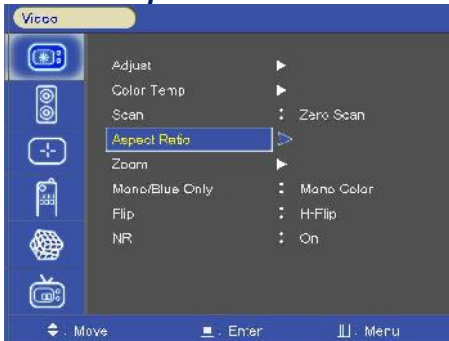 Video
Adjust
Color Temp
Scan : Zero Scan
Aspect Ratio
Zoom
Mono/Blue Only : Mono Color
Flip : H-Flip
NR : On
Move Enter Menu